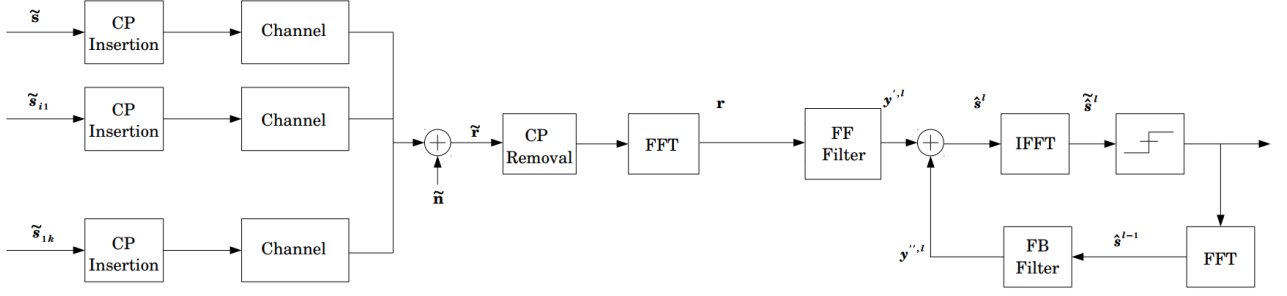 s̃
CP
Insertion
Channel
s̃ᵢ₁
CP
Insertion
Channel
s̃₁ₖ
CP
Insertion
Channel
+
ñ
r̃
CP
Removal
FFT
r
FF
Filter
y',l
+
ŝˡ
IFFT
ŝ̃ˡ
y'',l
FB
Filter
ŝˡ⁻¹
FFT